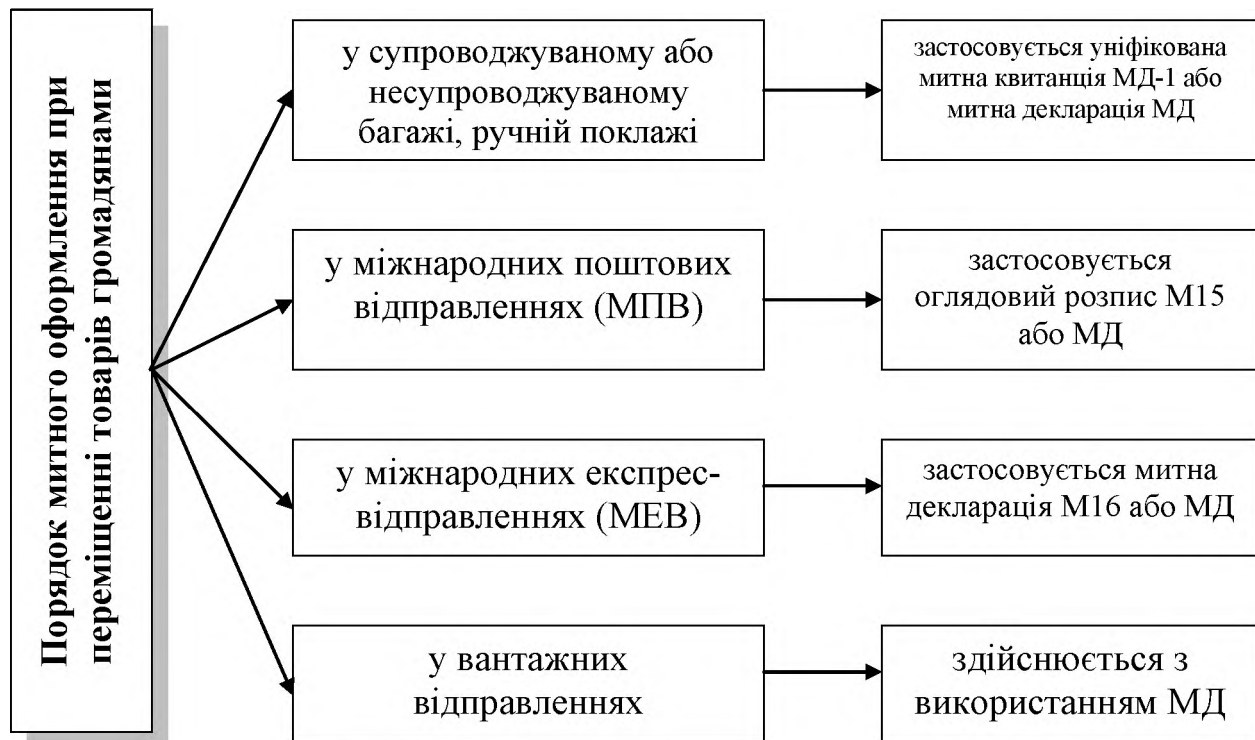 Порядок митного оформлення при
переміщенні товарів громадянами
у супроводжуваному або
несупроводжуваному
багажі, ручній поклажі
застосовується уніфікована
митна квитанція МД-1 або
митна декларація МД
у міжнародних поштових
відправленнях (МПВ)
застосовується
оглядовий розпис М15
або МД
у міжнародних експрес-
відправленнях (МЕВ)
застосовується митна
декларація М16 або МД
у вантажних
відправленнях
здійснюється з
використанням МД